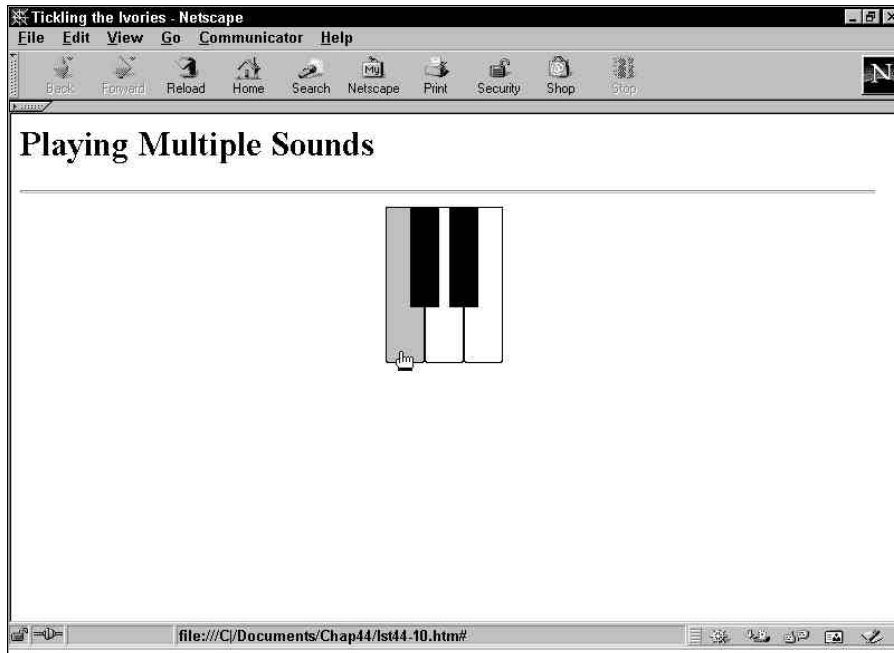 Tickling the Ivories - Netscape
File Edit View Go Communicator Help
My N
Back Forward Reload Home Search Netscape Print Security Shop Stop
Playing Multiple Sounds
file:///C|/Documents/Chap44/lst44-10.htm#